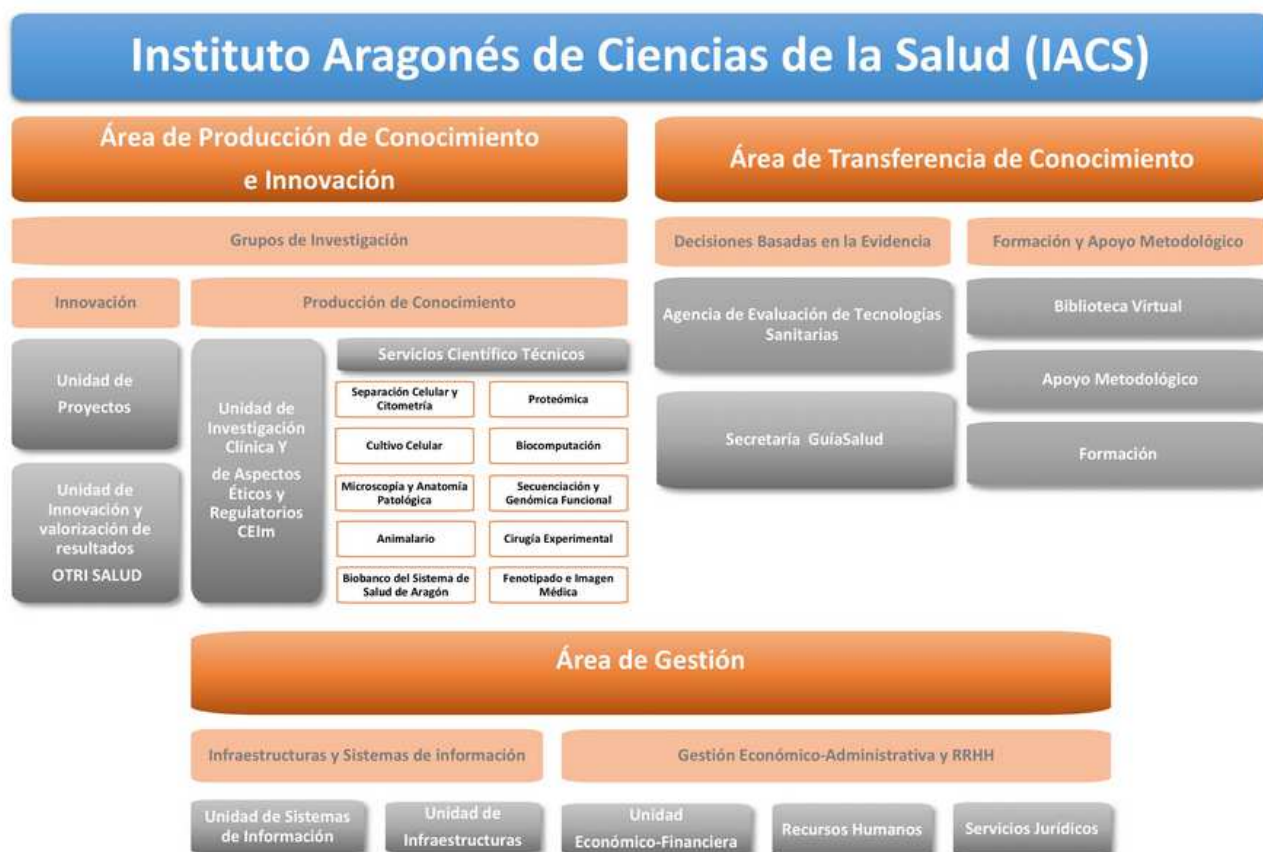 Instituto Aragonés de Ciencias de la Salud (IACS)
Área de Producción de Conocimiento
e Innovación
Grupos de Investigación
Innovación
Producción de Conocimiento
Unidad de
Proyectos
Unidad de
Innovación y
valorización de
resultados
OTRI SALUD
Unidad de
Investigación
Clínica Y
de Aspectos
Éticos y
Regulatorios
CEIm
Servicios Científico Técnicos
Separación Celular y
Citometría
Proteómica
Cultivo Celular
Biocomputación
Microscopía y Anatomía
Patológica
Secuenciación y
Genómica Funcional
Animalario
Cirugía Experimental
Biobanco del Sistema de
Salud de Aragón
Fenotipado e Imagen
Médica
Área de Transferencia de Conocimiento
Decisiones Basadas en la Evidencia
Agencia de Evaluación de Tecnologías
Sanitarias
Secretaría GuíaSalud
Formación y Apoyo Metodológico
Biblioteca Virtual
Apoyo Metodológico
Formación
Área de Gestión
Infraestructuras y Sistemas de información
Unidad de Sistemas
de Información
Unidad de
Infraestructuras
Gestión Económico-Administrativa y RRHH
Unidad
Económico-Financiera
Recursos Humanos
Servicios Jurídicos